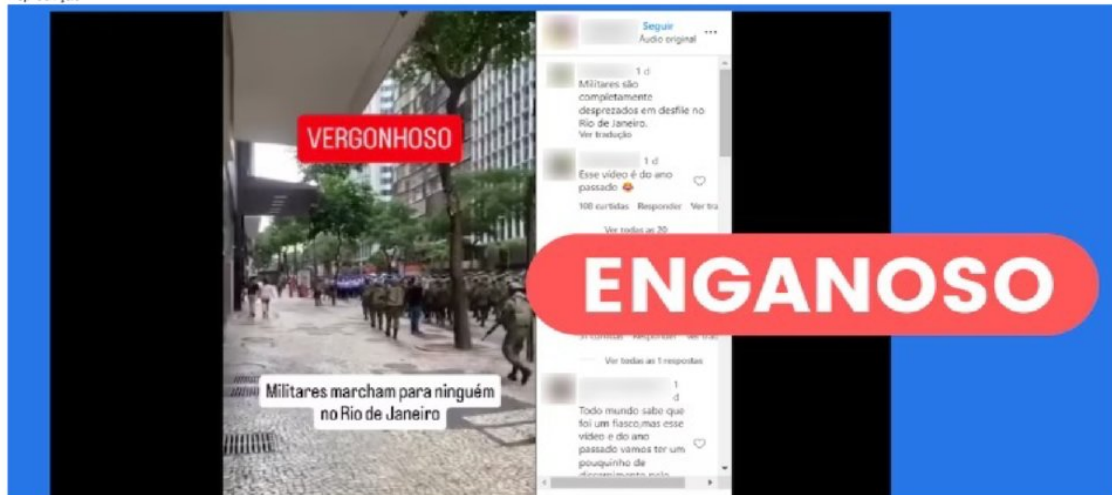 VERGONHOSO
Militares marcham para ninguém
no Rio de Janeiro
Seguir
Áudio original
1 d
Militares são
completamente
desprezados em desfile no
Rio de Janeiro.
Ver tradução
1 d
Esse vídeo é do ano
passado
108 curtidas Responder Ver tra
Ver todas as 20
ENGANOSO
Ver todas as 1 respostas
1
d
Todo mundo sabe que
foi um fiasco,mas esse
vídeo e do ano
passado vamos ter um
pouquinho de